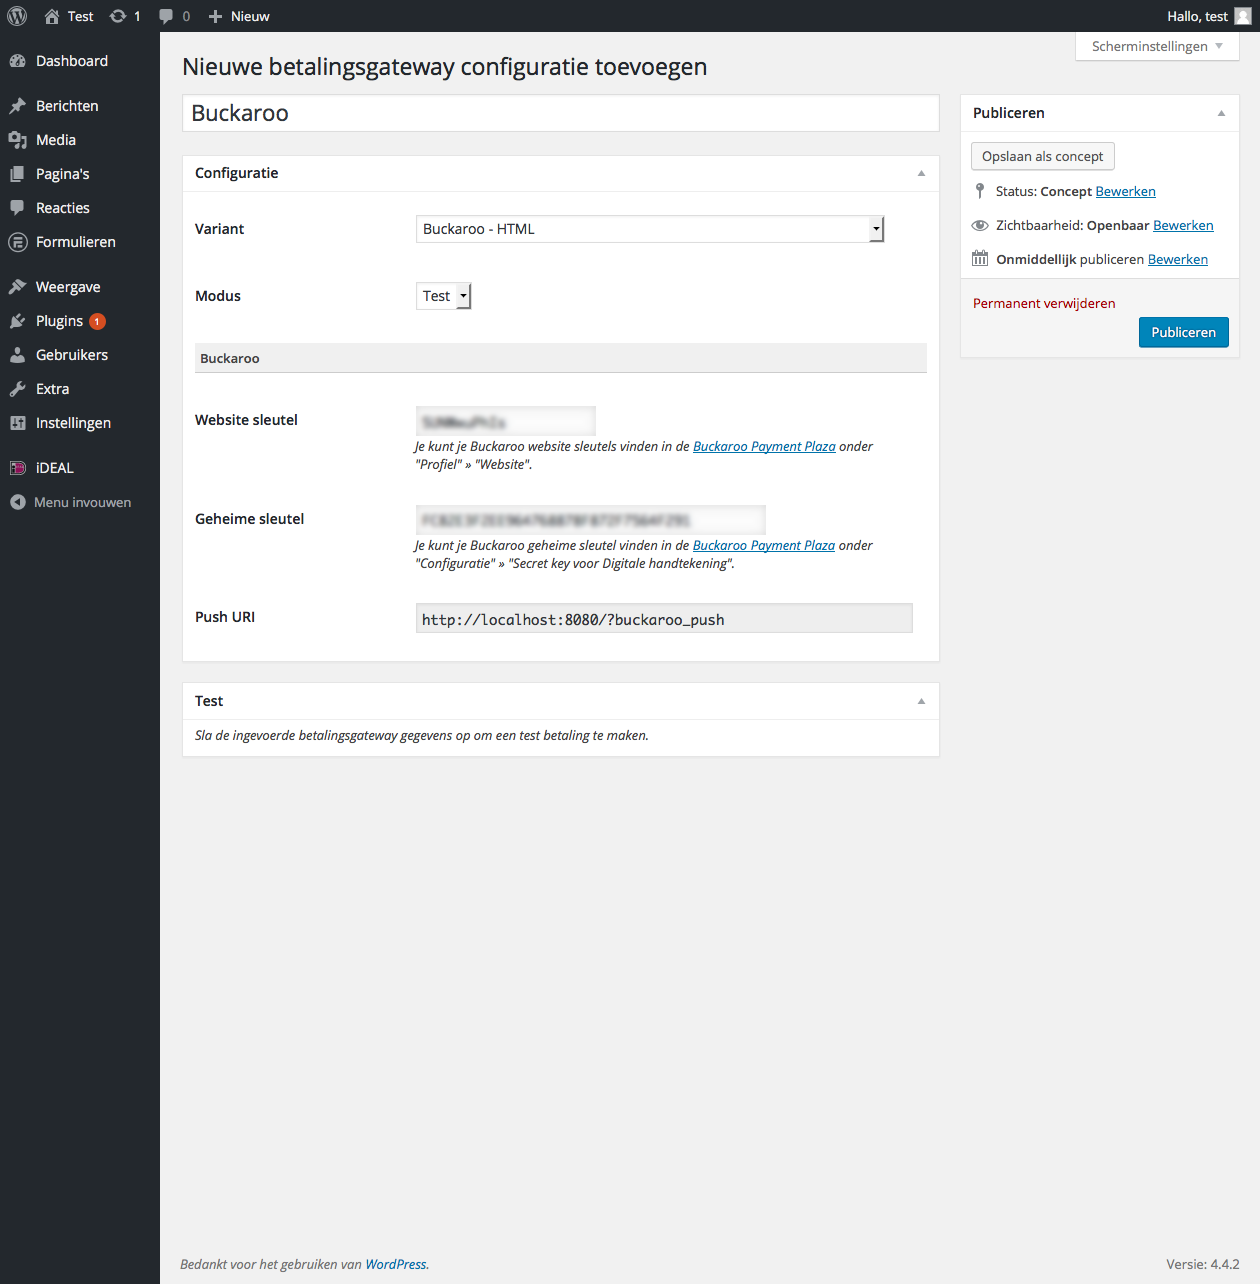 Test 1 0 Nieuw Hallo, test
Scherminstellingen
Dashboard
Berichten
Media
Pagina's
Reacties
Formulieren
Weergave
Plugins 1
Gebruikers
Extra
Instellingen
iDEAL
Menu invouwen
Nieuwe betalingsgateway configuratie toevoegen
Buckaroo
Configuratie
Variant Buckaroo - HTML
Modus Test
Buckaroo
Website sleutel
Je kunt je Buckaroo website sleutels vinden in de Buckaroo Payment Plaza onder
"Profiel" » "Website".
Geheime sleutel
Je kunt je Buckaroo geheime sleutel vinden in de Buckaroo Payment Plaza onder
"Configuratie" » "Secret key voor Digitale handtekening".
Push URI http://localhost:8080/?buckaroo_push
Test
Sla de ingevoerde betalingsgateway gegevens op om een test betaling te maken.
Publiceren
Opslaan als concept
Status: Concept Bewerken
Zichtbaarheid: Openbaar Bewerken
Onmiddellijk publiceren Bewerken
Permanent verwijderen
Publiceren
Bedankt voor het gebruiken van WordPress.
Versie: 4.4.2